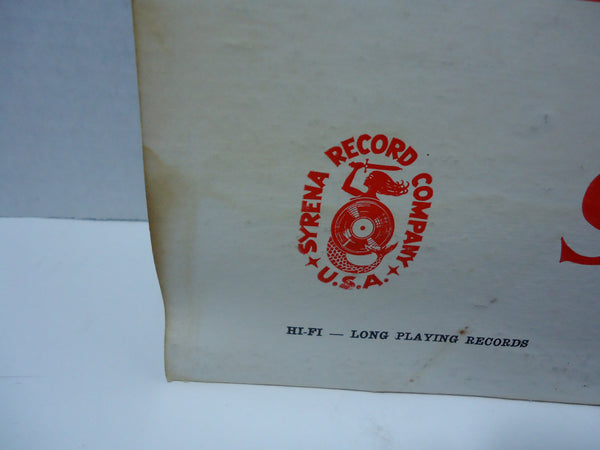 SYRENA RECORD COMPANY
U.S.A.
HI-FI — LONG PLAYING RECORDS